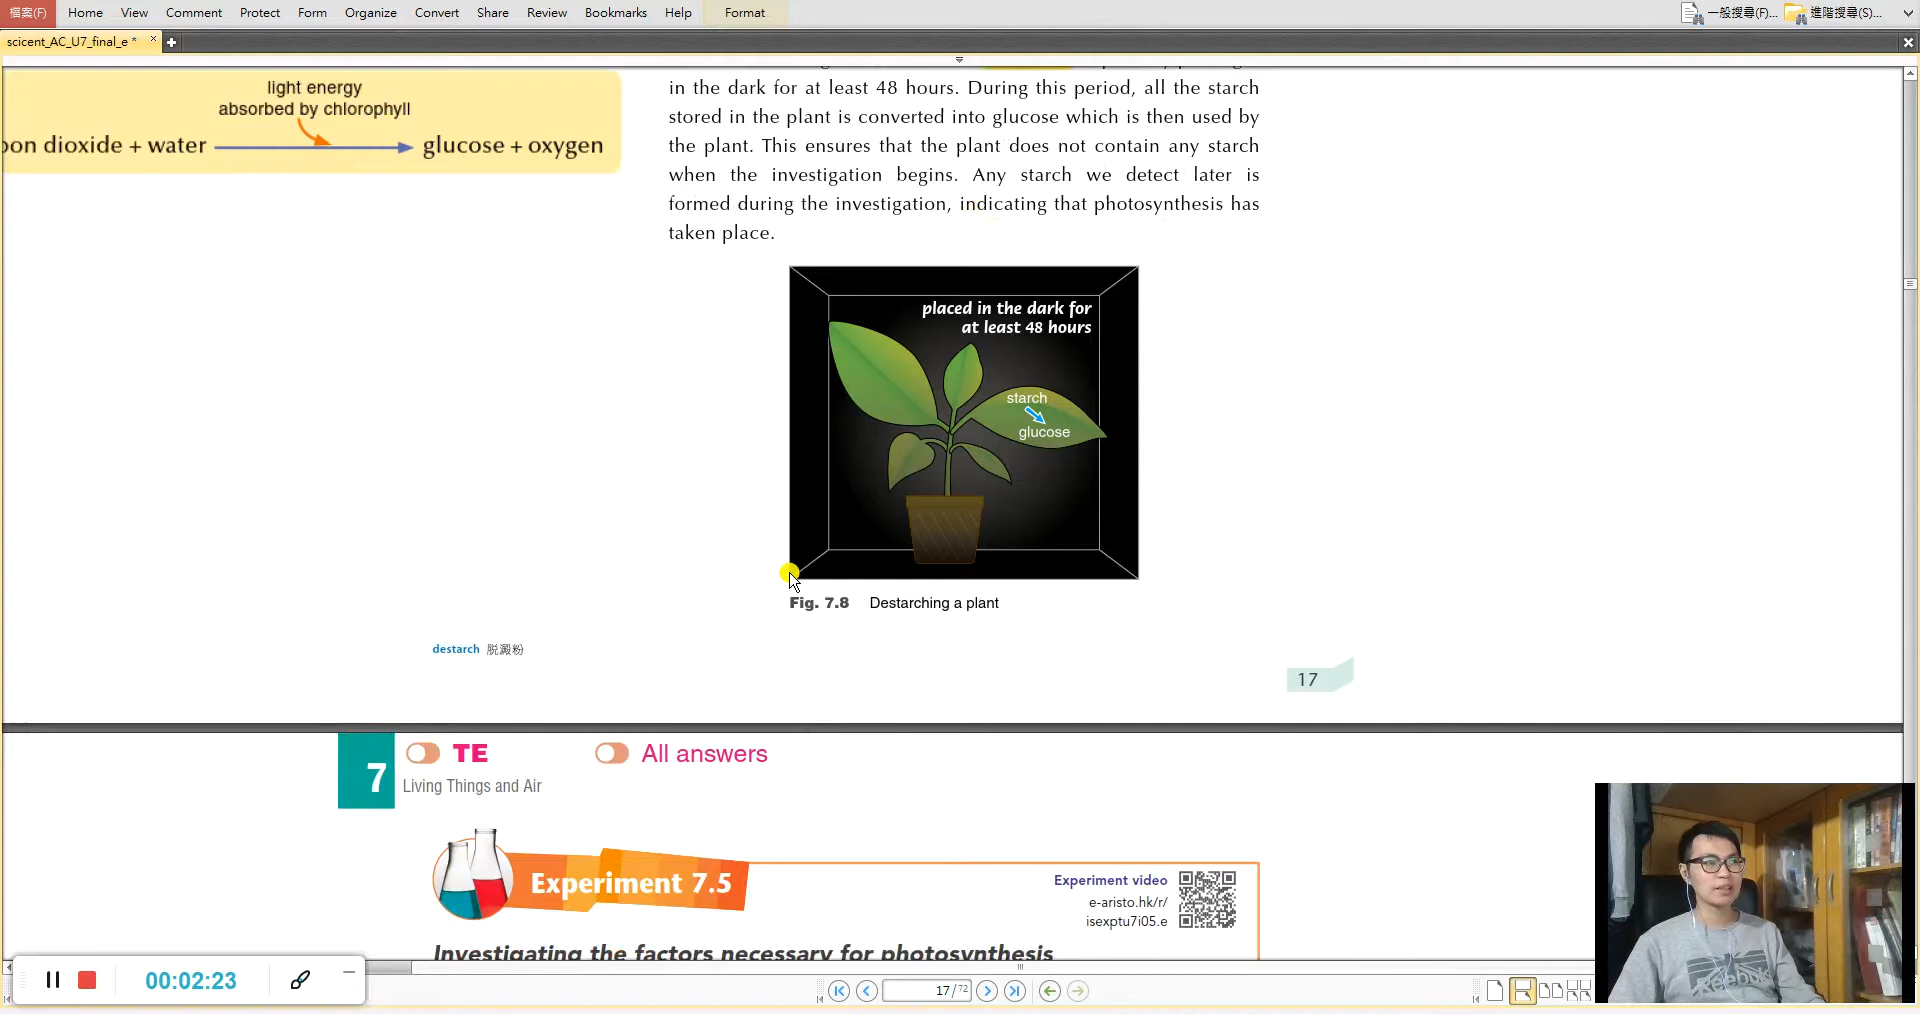 檔案(F) Home View Comment Protect Form Organize Convert Share Review Bookmarks Help Format 一般搜尋(F)... 進階搜尋(S)...
scicent_AC_U7_final_e *
light energy
absorbed by chlorophyll
bon dioxide + water glucose + oxygen
in the dark for at least 48 hours. During this period, all the starch
stored in the plant is converted into glucose which is then used by
the plant. This ensures that the plant does not contain any starch
when the investigation begins. Any starch we detect later is
formed during the investigation, indicating that photosynthesis has
taken place.
placed in the dark for
at least 48 hours
starch
glucose
Fig. 7.8 Destarching a plant
destarch 脫澱粉
17
7
TE All answers
Living Things and Air
Experiment 7.5
Experiment video
e-aristo.hk/r/
isexptu7i05.e
Investigating the factors necessary for photosynthesis
00:02:23
17 / 72
Reebok